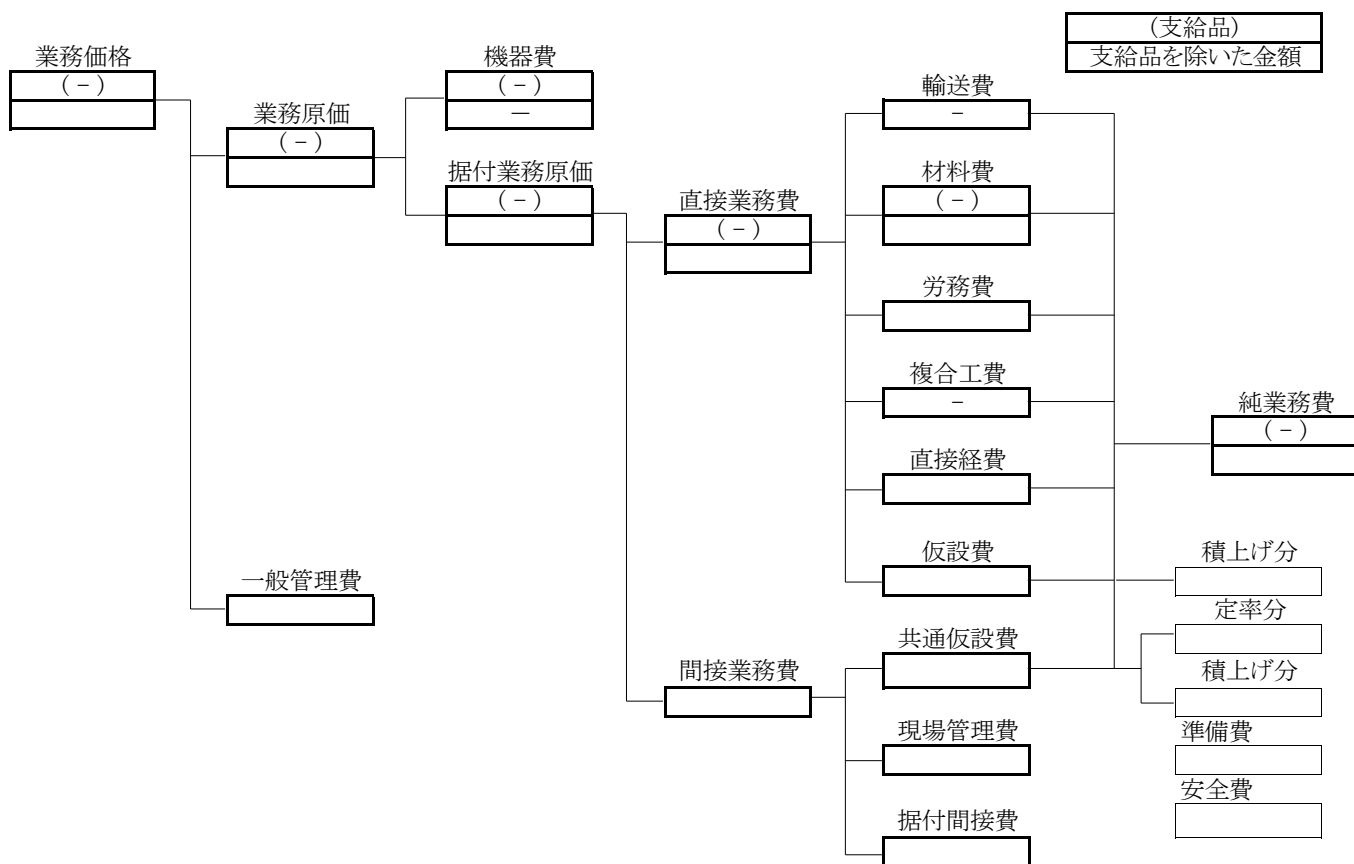 (支給品)
支給品を除いた金額
業務価格
(-)
業務原価
(-)
機器費
(-)
—
据付業務原価
(-)
直接業務費
(-)
輸送費
-
材料費
(-)
労務費
複合工費
-
直接経費
仮設費
純業務費
(-)
積上げ分
定率分
積上げ分
準備費
安全費
一般管理費
間接業務費
共通仮設費
現場管理費
据付間接費